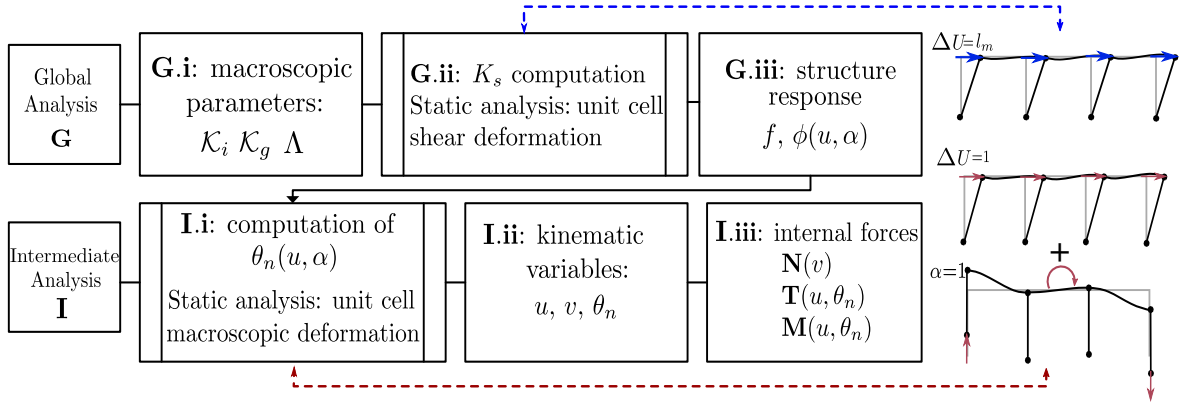 Global
Analysis
G
G.i: macroscopic
parameters:
𝒦ᵢ 𝒦_g Λ
G.ii: Kₛ computation
Static analysis: unit cell
shear deformation
G.iii: structure
response
f, ϕ(u, α)
ΔU=lₘ
ΔU=1
+
α=1
Intermediate
Analysis
I
I.i: computation of
θₙ(u, α)
Static analysis: unit cell
macroscopic deformation
I.ii: kinematic
variables:
u, v, θₙ
I.iii: internal forces
N(v)
T(u, θₙ)
M(u, θₙ)